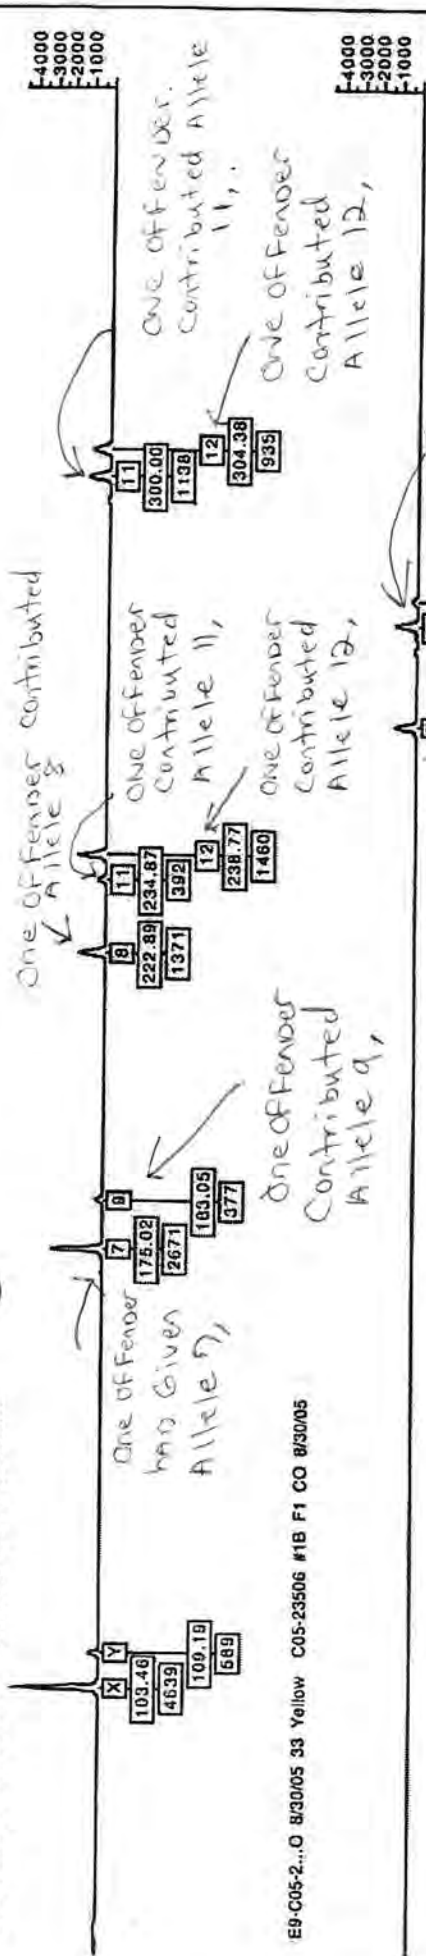 -4000
-3000
-2000
-1000
One Offender Contributed
Allele 8
One Offender
has Given
Allele 7,
One Offender
Contributed
Allele 9,
One Offender
Contributed
Allele 11,
One Offender
Contributed
Allele 12,
One Offender.
Contributed Allele
11,.
One Offender
Contributed
Allele 12,
X
103.46
4639
Y
109.19
589
7
175.02
2671
9
183.05
377
8
222.89
1371
11
234.87
392
12
238.77
1460
11
300.00
1138
12
304.38
935
E9-C05-2...O 8/30/05 33 Yellow C05-23506 #1B F1 CO 8/30/05
-4000
-3000
-2000
-1000